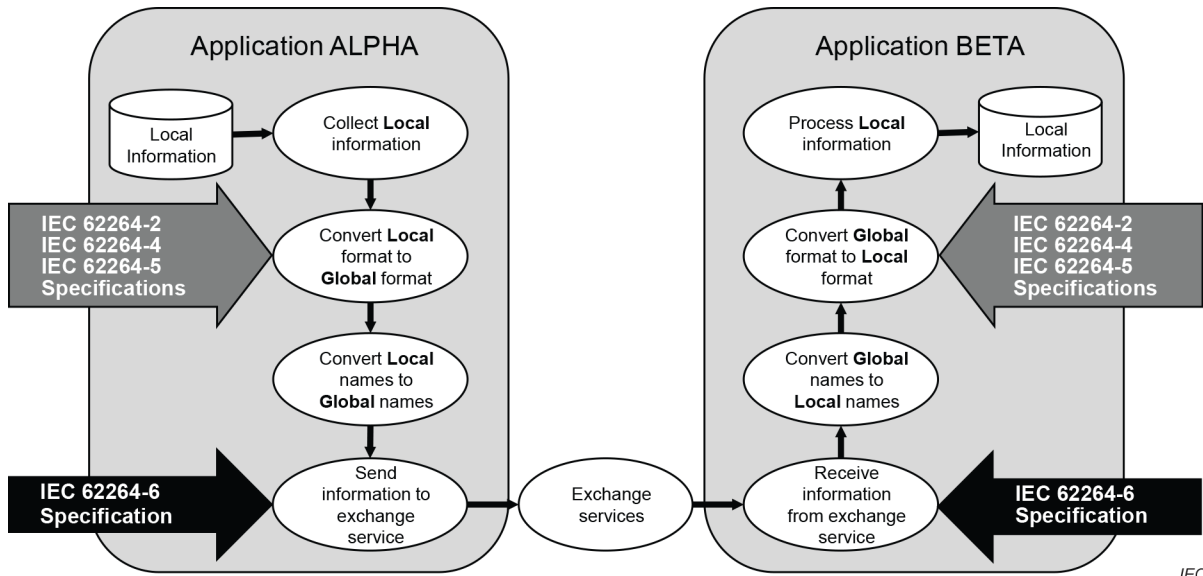 Application ALPHA
Local
Information
Collect Local
information
IEC 62264-2
IEC 62264-4
IEC 62264-5
Specifications
Convert Local
format to
Global format
Convert Local
names to
Global names
IEC 62264-6
Specification
Send
information to
exchange
service
Exchange
services
Application BETA
Process Local
information
Local
Information
Convert Global
format to Local
format
IEC 62264-2
IEC 62264-4
IEC 62264-5
Specifications
Convert Global
names to
Local names
Receive
information
from exchange
service
IEC 62264-6
Specification
IEC